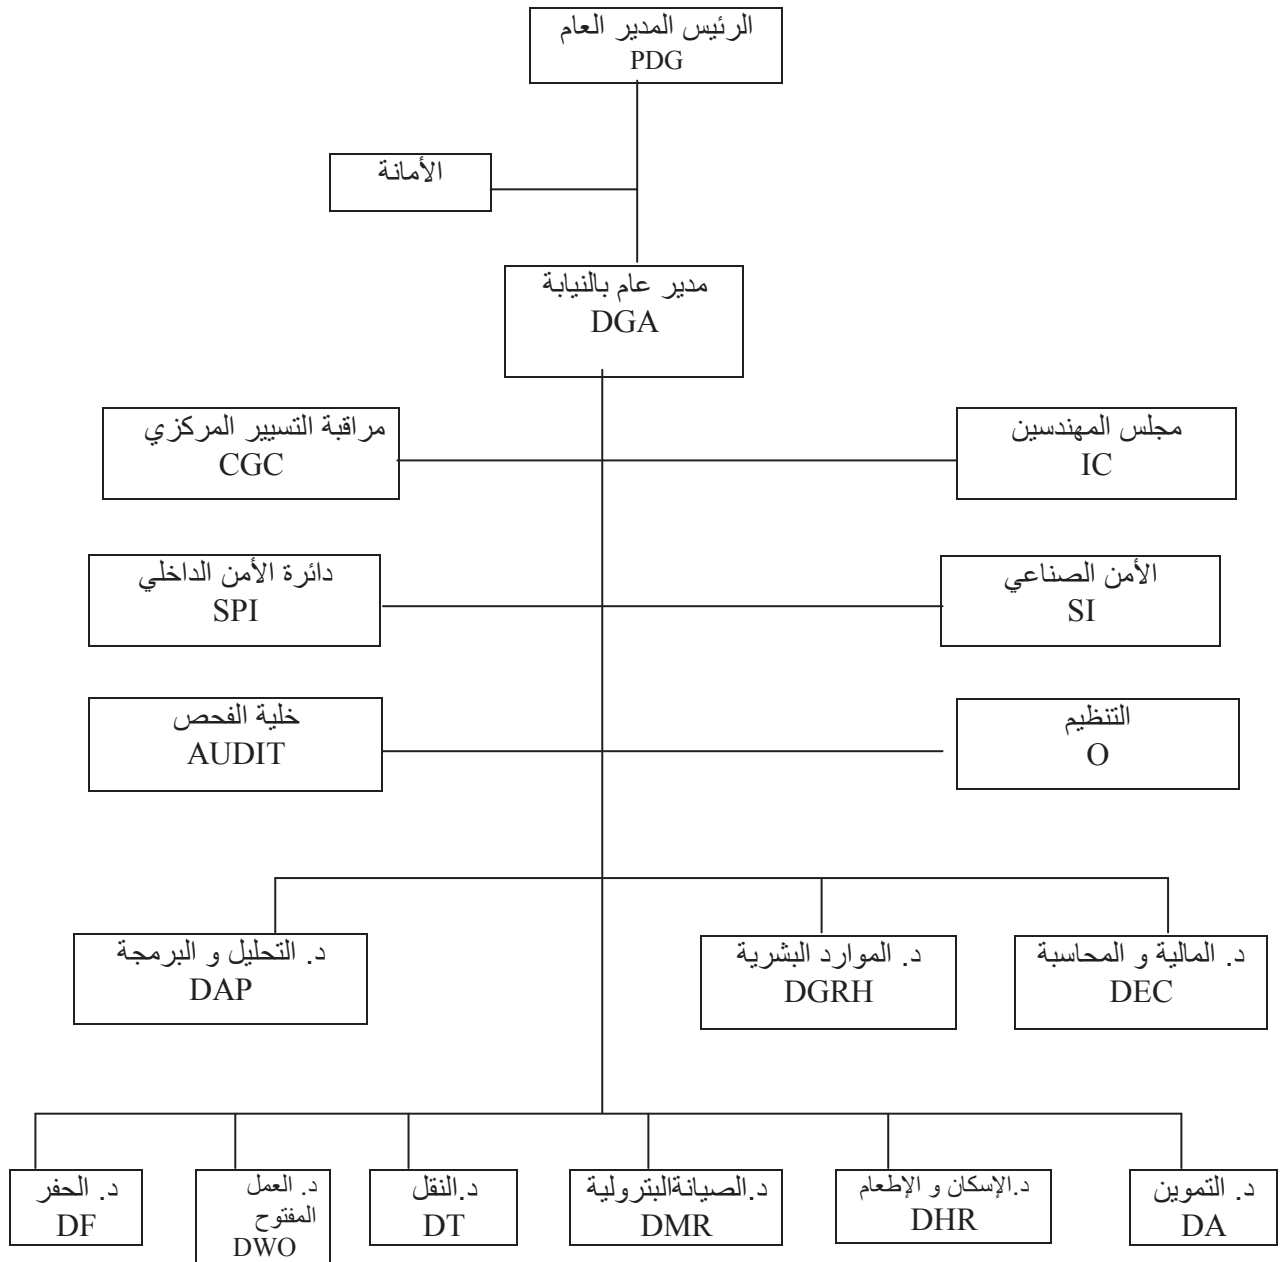 الرئيس المدير العام
PDG
الأمانة
مدير عام بالنيابة
DGA
مجلس المهندسين
IC
مراقبة التسيير المركزي
CGC
الأمن الصناعي
SI
دائرة الأمن الداخلي
SPI
التنظيم
O
خلية الفحص
AUDIT
د. المالية و المحاسبة
DEC
د. الموارد البشرية
DGRH
د. التحليل و البرمجة
DAP
د. التموين
DA
د.الإسكان و الإطعام
DHR
د.الصيانةالبترولية
DMR
د.النقل
DT
د. العمل
المفتوح
DWO
د. الحفر
DF